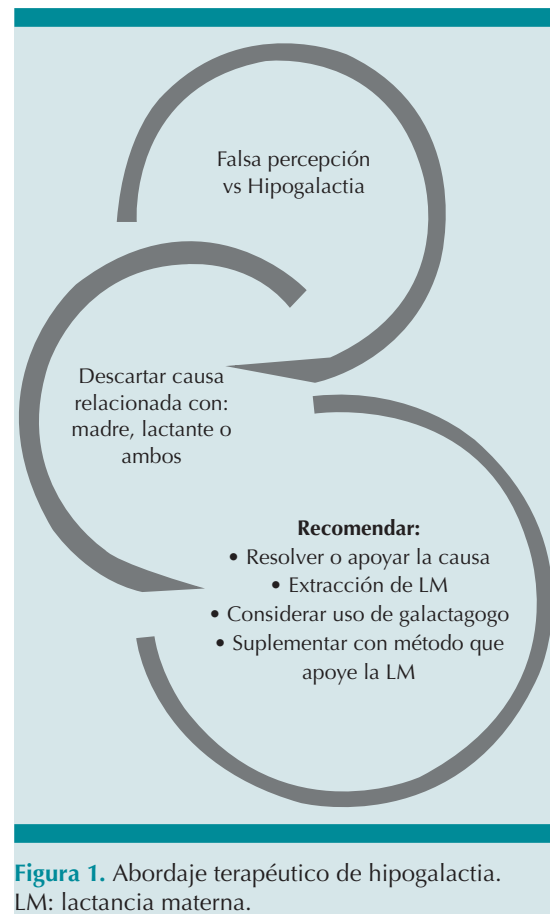 Falsa percepción
vs Hipogalactia
Descartar causa
relacionada con:
madre, lactante o
ambos
Recomendar:
• Resolver o apoyar la causa
• Extracción de LM
• Considerar uso de galactagogo
• Suplementar con método que
apoye la LM
Figura 1. Abordaje terapéutico de hipogalactia.
LM: lactancia materna.